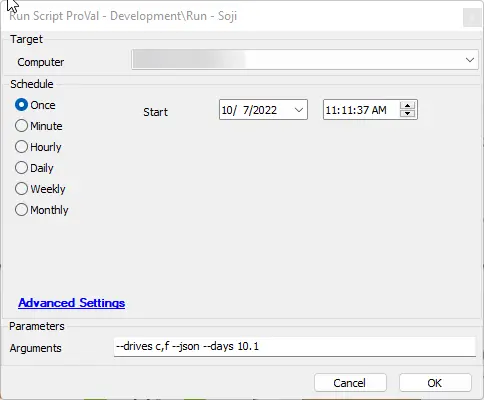 Run Script ProVal - Development\Run - Soji
Target
Computer
Schedule
Once
Start
10/ 7/2022
11:11:37 AM
Minute
Hourly
Daily
Weekly
Monthly
Advanced Settings
Parameters
Arguments
--drives c,f --json --days 10.1
Cancel
OK